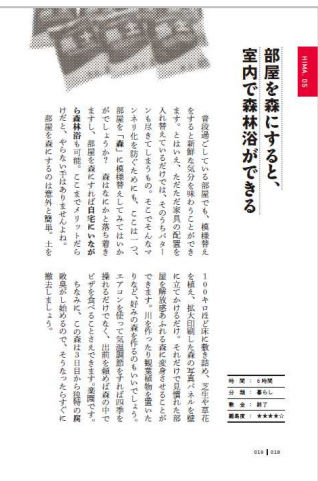 HIMA 05
部屋を森にすると、
室内で森林浴ができる
普段過ごしている部屋でも、模様替え
をすると新鮮な気分を味わうことができ
ます。とはいえ、ただただ家具の配置を
入れ替えているだけでは、そのうちパター
ンも尽きてしまうもの。そこでそんなマ
ンネリ化を防ぐためにも、ここは一つ、
部屋を「森」に模様替えしてみてはいか
がでしょうか？　森はなにかと落ち着き
ますし、部屋を森にすれば自宅にいなが
ら森林浴も可能。ここまでメリットだら
けだと、やらない手はありませんよね。
部屋を森にするのは意外と簡単。土を
100キロほど床に敷き詰め、芝生や草花
を植え、拡大印刷した森の写真パネルを壁
に立てかけるだけ。それだけで見慣れた部
屋を解放感あふれる森に変身させることが
できます。川を作ったり観葉植物を置いた
りなど、好みの森を作るのもいいでしょう。
エアコンを使って気温調節をすれば四季を
操れるだけでなく、出前を頼めば森の中で
ピザを食べることさえできます。楽園です。
ちなみに、この森は3日目から独特の腐
敗臭がし始めるので、そうなったらすぐに
撤去しましょう。
時　間 : 6時間
分　類 : 暮らし
敷　金 : 終了
難易度 : ★★★★☆
019 018